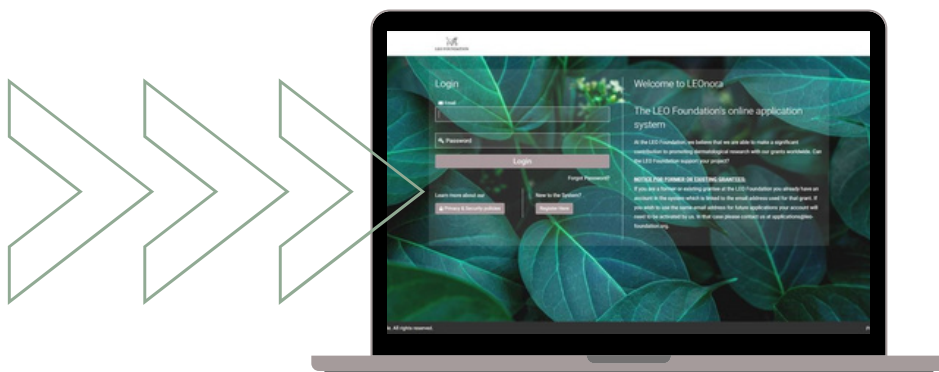 LEO FOUNDATION
Login
Email
Password
Login
Forgot Password?
Learn more about our
Privacy & Security policies
New to the System?
Register Here
Welcome to LEOnora
The LEO Foundation's online application
system
At the LEO Foundation, we believe that we are able to make a significant
contribution to promoting dermatological research with our grants worldwide. Can
the LEO Foundation support your project?
NOTICE FOR FORMER OR EXISTING GRANTEES:
If you are a former or existing grantee at the LEO Foundation you already have an
account in the system which is linked to the email address used for that grant. If
you wish to use the same email address for future applications your account will
need to be activated by us. In that case please contact us at applications@leo-
foundation.org.
All rights reserved.